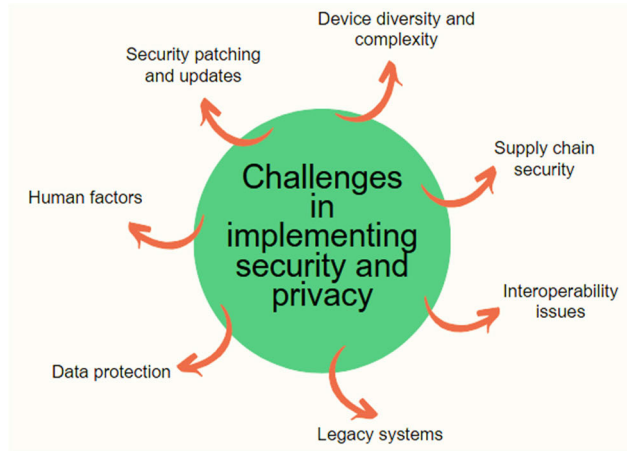 Device diversity and
complexity
Security patching
and updates
Supply chain
security
Human factors
Challenges
in
implementing
security and
privacy
Interoperability
issues
Data protection
Legacy systems